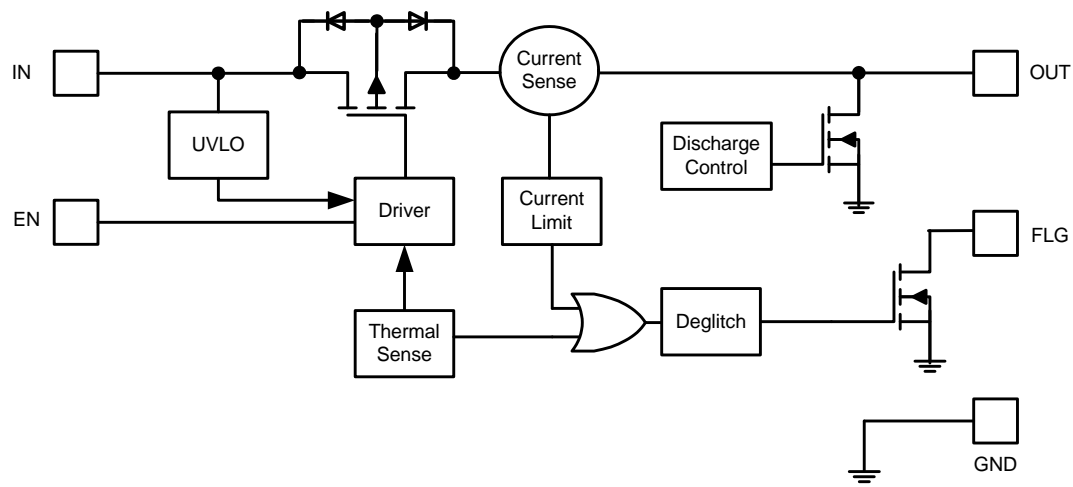 IN
Current
Sense
OUT
UVLO
Discharge
Control
EN
Driver
Current
Limit
FLG
Thermal
Sense
Deglitch
GND